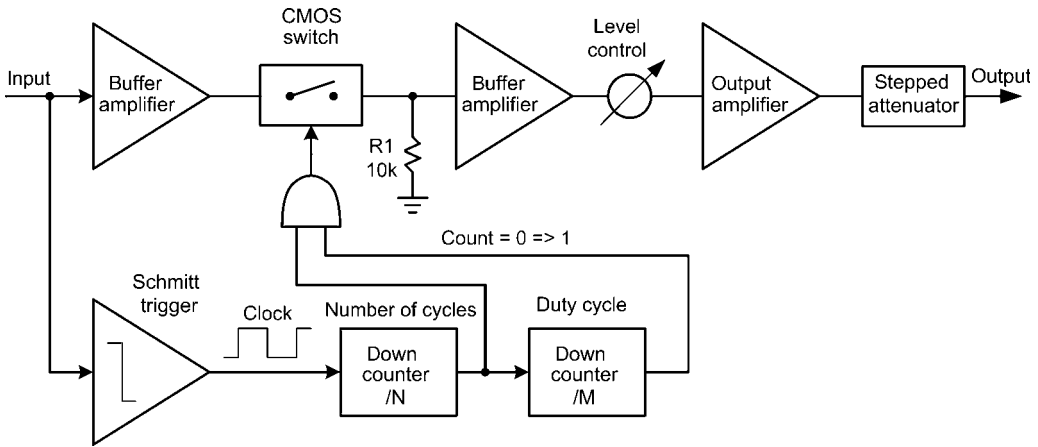 CMOS
switch
Input
Buffer
amplifier
R1
10k
Buffer
amplifier
Level
control
Output
amplifier
Stepped
attenuator
Output
Count = 0 => 1
Schmitt
trigger
Clock
Number of cycles
Down
counter
/N
Duty cycle
Down
counter
/M